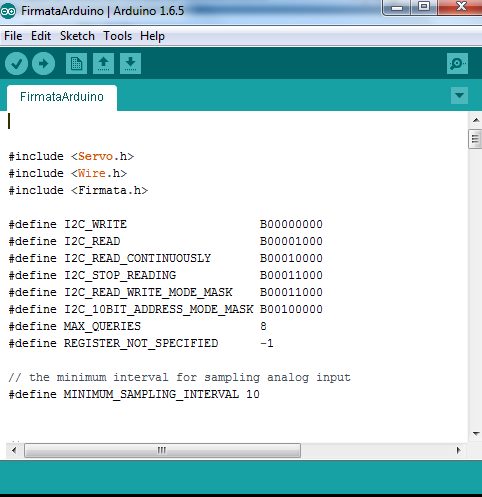 FirmataArduino | Arduino 1.6.5
File Edit Sketch Tools Help
FirmataArduino
#include <Servo.h>
#include <Wire.h>
#include <Firmata.h>
#define I2C_WRITE B00000000
#define I2C_READ B00001000
#define I2C_READ_CONTINUOUSLY B00010000
#define I2C_STOP_READING B00011000
#define I2C_READ_WRITE_MODE_MASK B00011000
#define I2C_10BIT_ADDRESS_MODE_MASK B00100000
#define MAX_QUERIES 8
#define REGISTER_NOT_SPECIFIED -1
// the minimum interval for sampling analog input
#define MINIMUM_SAMPLING_INTERVAL 10